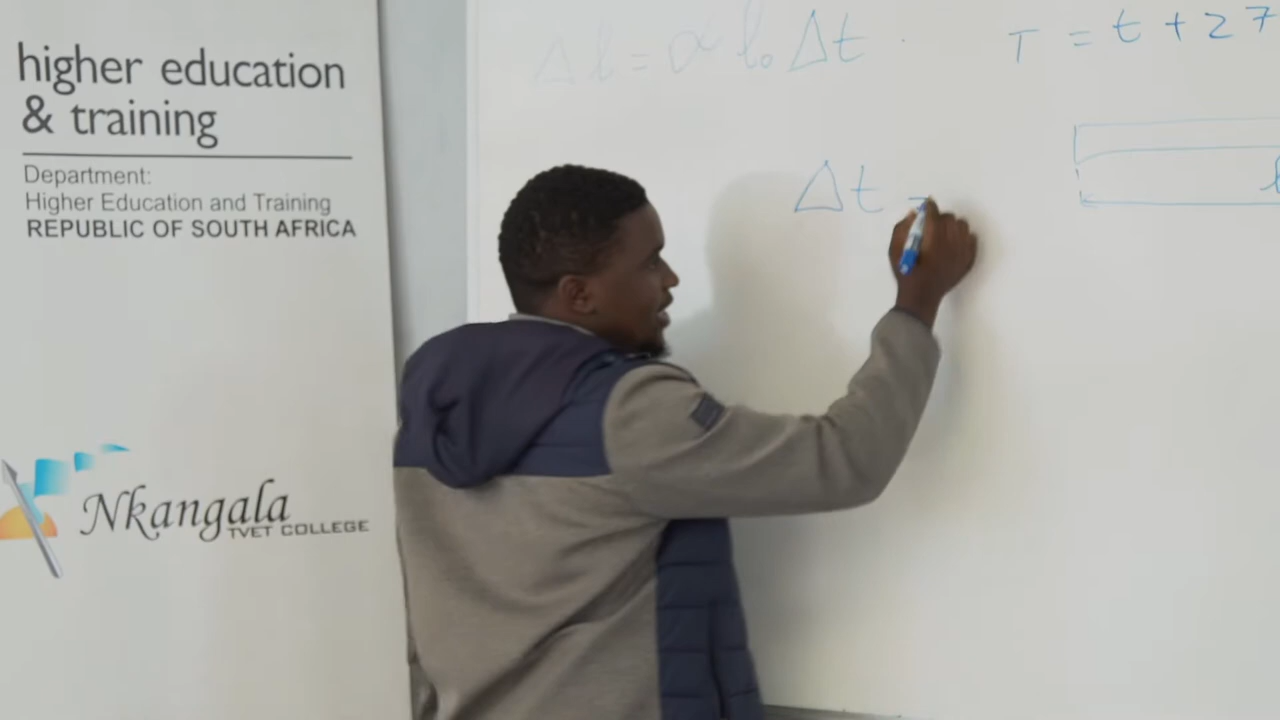 higher education
& training
Department:
Higher Education and Training
REPUBLIC OF SOUTH AFRICA
Nkangala
TVET COLLEGE
Δl = α l₀ Δt .
T = t + 27
Δt =
l